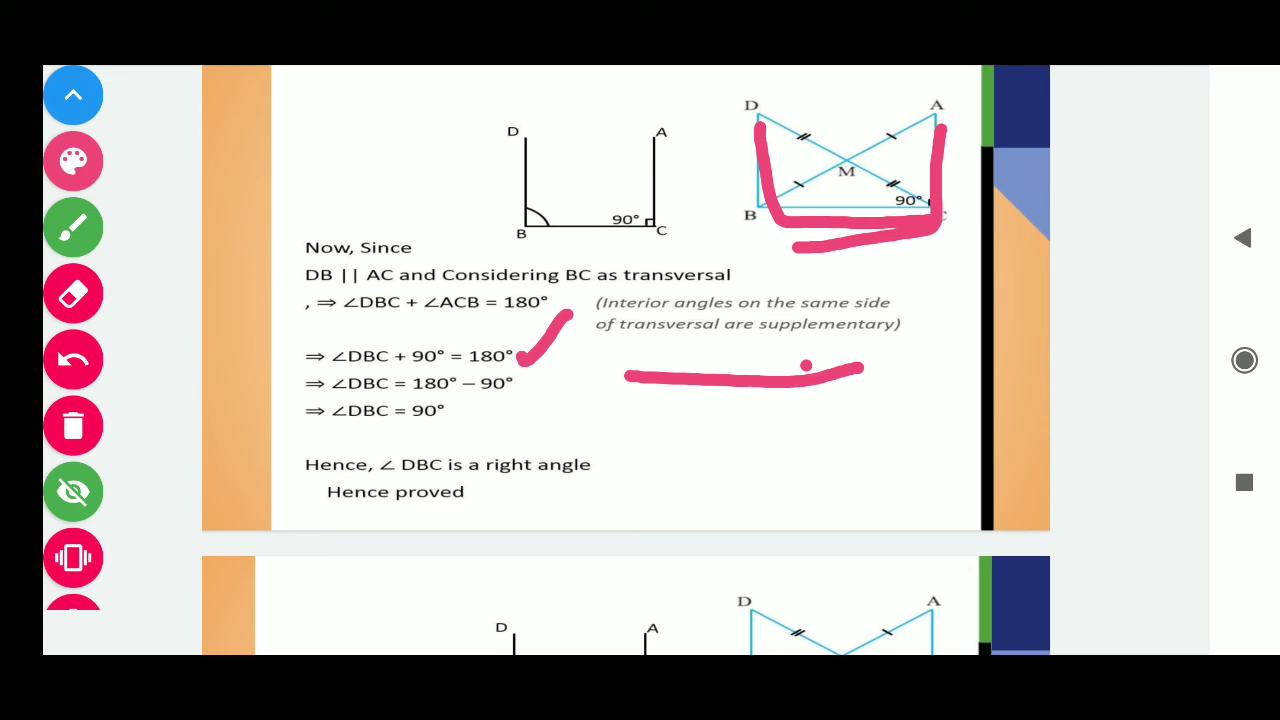 D A
D A
M
90°
90°
B C
B C
Now, Since
DB || AC and Considering BC as transversal
, ⇒ ∠DBC + ∠ACB = 180° (Interior angles on the same side
of transversal are supplementary)
⇒ ∠DBC + 90° = 180°
⇒ ∠DBC = 180° – 90°
⇒ ∠DBC = 90°
Hence, ∠ DBC is a right angle
Hence proved
D A
D A